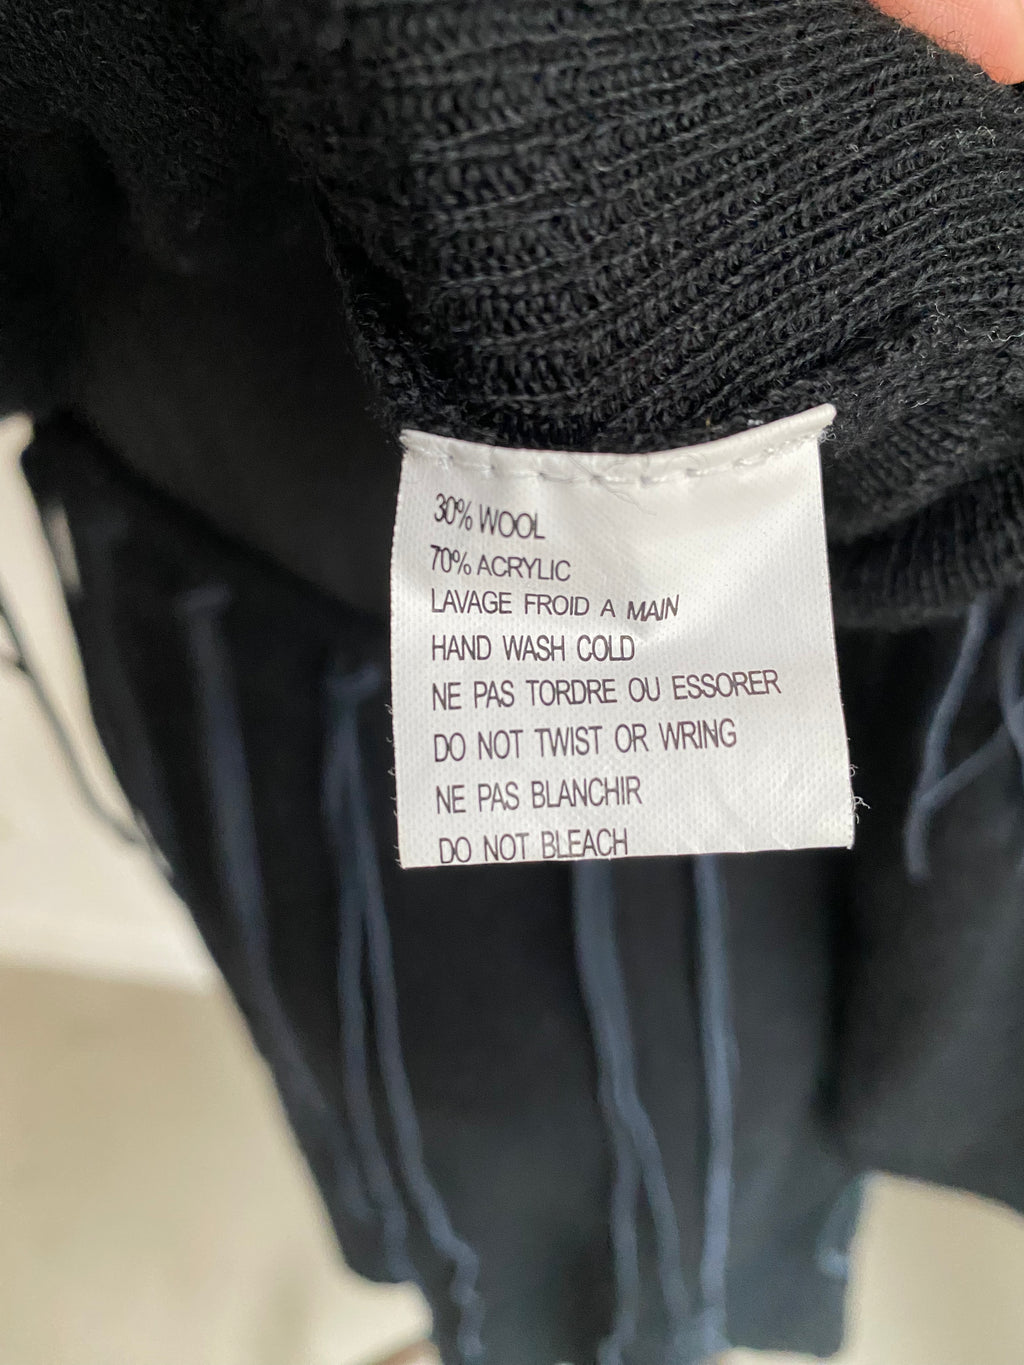 30% WOOL
70% ACRYLIC
LAVAGE FROID A MAIN
HAND WASH COLD
NE PAS TORDRE OU ESSORER
DO NOT TWIST OR WRING
NE PAS BLANCHIR
DO NOT BLEACH